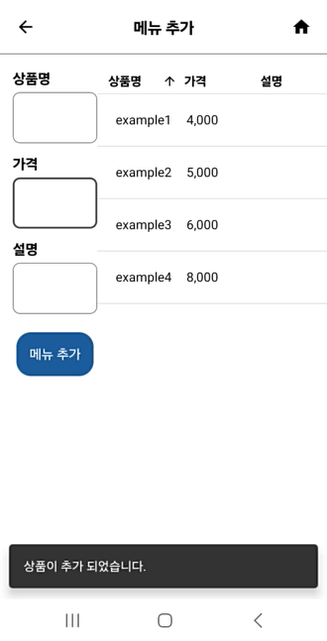 메뉴 추가
상품명
가격
설명
메뉴 추가
상품명 ↑ 가격 설명
example1 4,000
example2 5,000
example3 6,000
example4 8,000
상품이 추가 되었습니다.